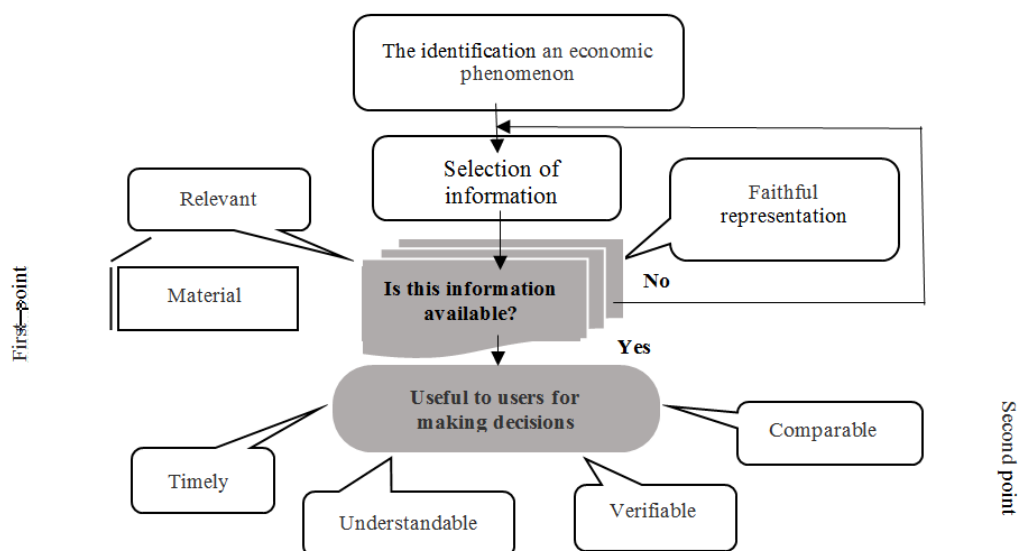 The identification an economic
phenomenon
Selection of
information
Relevant
Faithful
representation
Material
Is this information
available?
No
Yes
First point
Useful to users for
making decisions
Comparable
Timely
Understandable
Verifiable
Second point